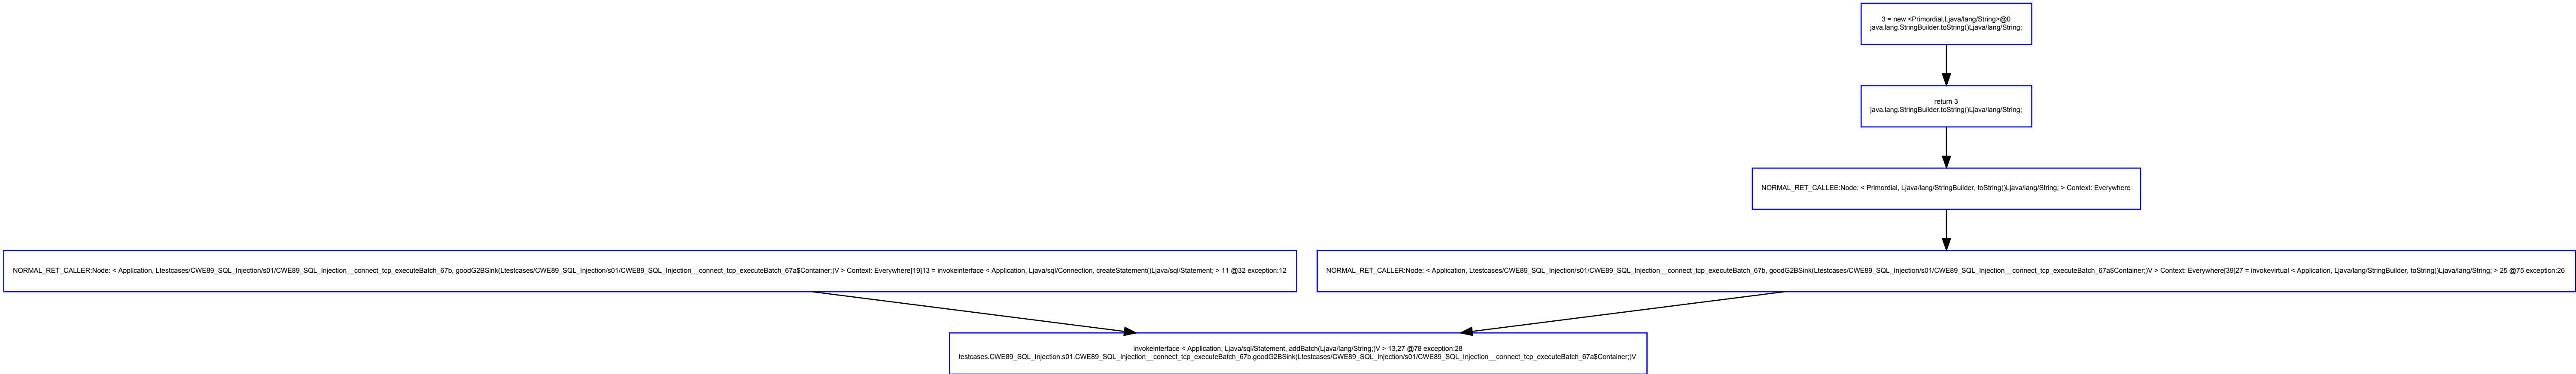 3 = new <Primordial,Ljava/lang/String>@0
java.lang.StringBuilder.toString()Ljava/lang/String;
return 3
java.lang.StringBuilder.toString()Ljava/lang/String;
NORMAL_RET_CALLEE:Node: < Primordial, Ljava/lang/StringBuilder, toString()Ljava/lang/String; > Context: Everywhere
NORMAL_RET_CALLER:Node: < Application, Ltestcases/CWE89_SQL_Injection/s01/CWE89_SQL_Injection__connect_tcp_executeBatch_67b, goodG2BSink(Ltestcases/CWE89_SQL_Injection/s01/CWE89_SQL_Injection__connect_tcp_executeBatch_67a$Container;)V > Context: Everywhere[19]13 = invokeinterface < Application, Ljava/sql/Connection, createStatement()Ljava/sql/Statement; > 11 @32 exception:12
NORMAL_RET_CALLER:Node: < Application, Ltestcases/CWE89_SQL_Injection/s01/CWE89_SQL_Injection__connect_tcp_executeBatch_67b, goodG2BSink(Ltestcases/CWE89_SQL_Injection/s01/CWE89_SQL_Injection__connect_tcp_executeBatch_67a$Container;)V > Context: Everywhere[39]27 = invokevirtual < Application, Ljava/lang/StringBuilder, toString()Ljava/lang/String; > 25 @75 exception:26
invokeinterface < Application, Ljava/sql/Statement, addBatch(Ljava/lang/String;)V > 13,27 @78 exception:28
testcases.CWE89_SQL_Injection.s01.CWE89_SQL_Injection__connect_tcp_executeBatch_67b.goodG2BSink(Ltestcases/CWE89_SQL_Injection/s01/CWE89_SQL_Injection__connect_tcp_executeBatch_67a$Container;)V